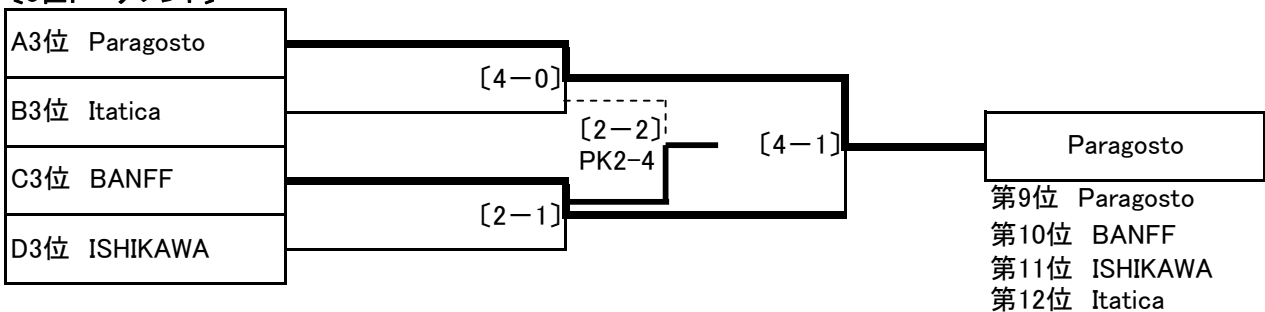 A3位 Paragosto
〔4－0〕
B3位 Itatica
〔2－2〕
PK2-4
〔4－1〕
Paragosto
C3位 BANFF
〔2－1〕
D3位 ISHIKAWA
第9位 Paragosto
第10位 BANFF
第11位 ISHIKAWA
第12位 Itatica